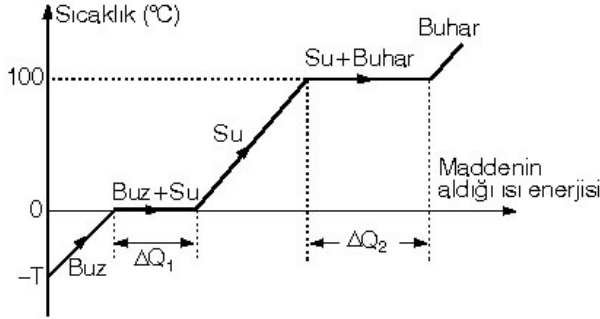 Sıcaklık (°C)
Buhar
100
Su+Buhar
Su
Maddenin
aldığı ısı enerjisi
Buz+Su
0
ΔQ₁
ΔQ₂
Buz
–T